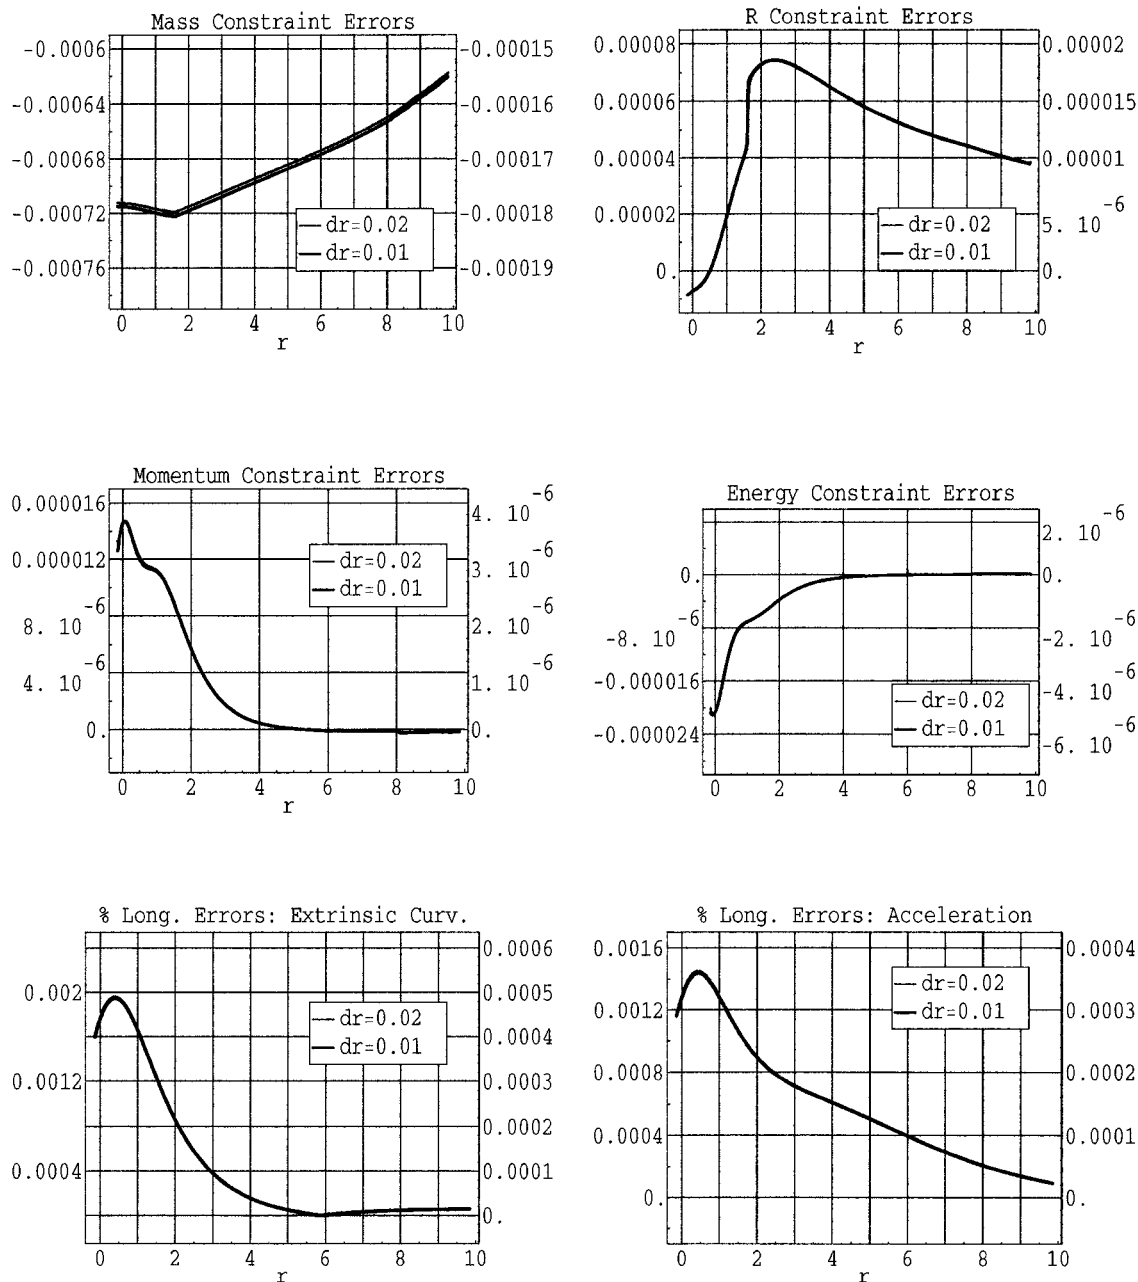 Mass Constraint Errors
-0.0006
-0.00064
-0.00068
-0.00072
-0.00076
-0.00015
-0.00016
-0.00017
-0.00018
-0.00019
dr=0.02
dr=0.01
0 2 4 6 8 10
r
R Constraint Errors
0.00008
0.00006
0.00004
0.00002
0.
0.00002
0.000015
0.00001
5. 10 -6
0.
dr=0.02
dr=0.01
0 2 4 6 8 10
r
Momentum Constraint Errors
0.000016
0.000012
8. 10 -6
4. 10 -6
0.
4. 10 -6
3. 10 -6
2. 10 -6
1. 10 -6
0.
dr=0.02
dr=0.01
0 2 4 6 8 10
r
Energy Constraint Errors
0.
-8. 10 -6
-0.000016
-0.000024
2. 10 -6
0.
-2. 10 -6
-4. 10 -6
-6. 10 -6
dr=0.02
dr=0.01
0 2 4 6 8 10
% Long. Errors: Extrinsic Curv.
0.002
0.0012
0.0004
0.0006
0.0005
0.0004
0.0003
0.0002
0.0001
0.
dr=0.02
dr=0.01
0 2 4 6 8 10
r
% Long. Errors: Acceleration
0.0016
0.0012
0.0008
0.0004
0.
0.0004
0.0003
0.0002
0.0001
0.
dr=0.02
dr=0.01
0 2 4 6 8 10
r